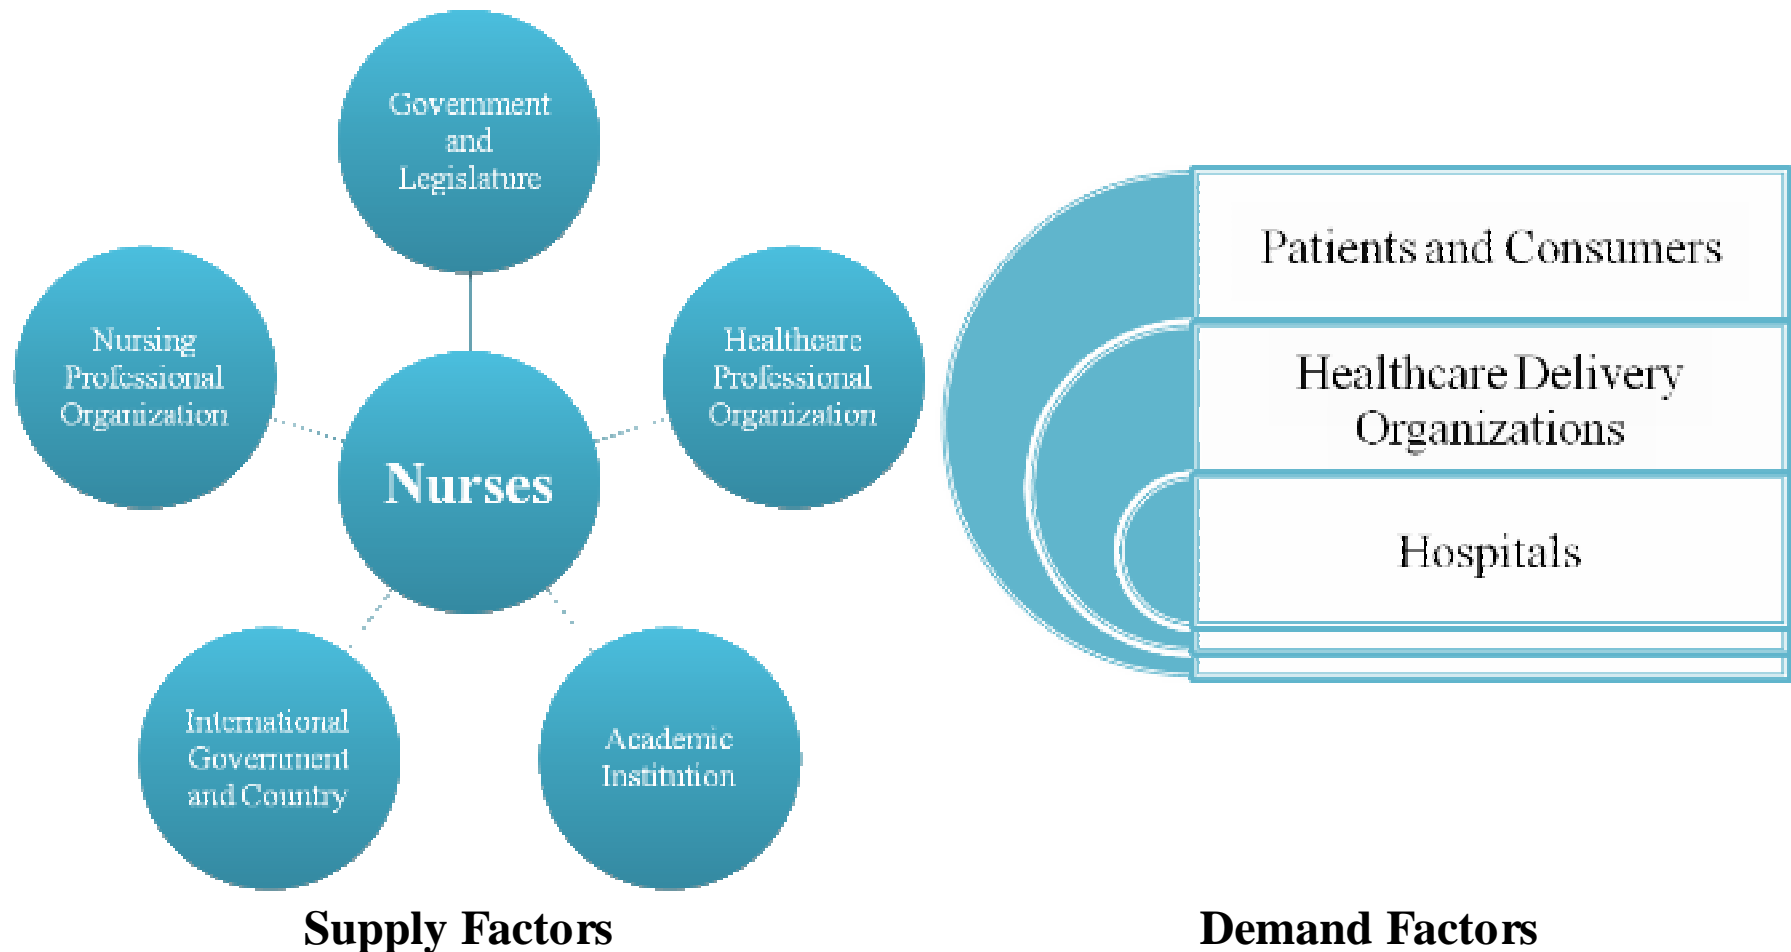 Government
and
Legislature
Nursing
Professional
Organization
Healthcare
Professional
Organization
Nurses
International
Government
and Country
Academic
Institution
Supply Factors
Patients and Consumers
Healthcare Delivery
Organizations
Hospitals
Demand Factors